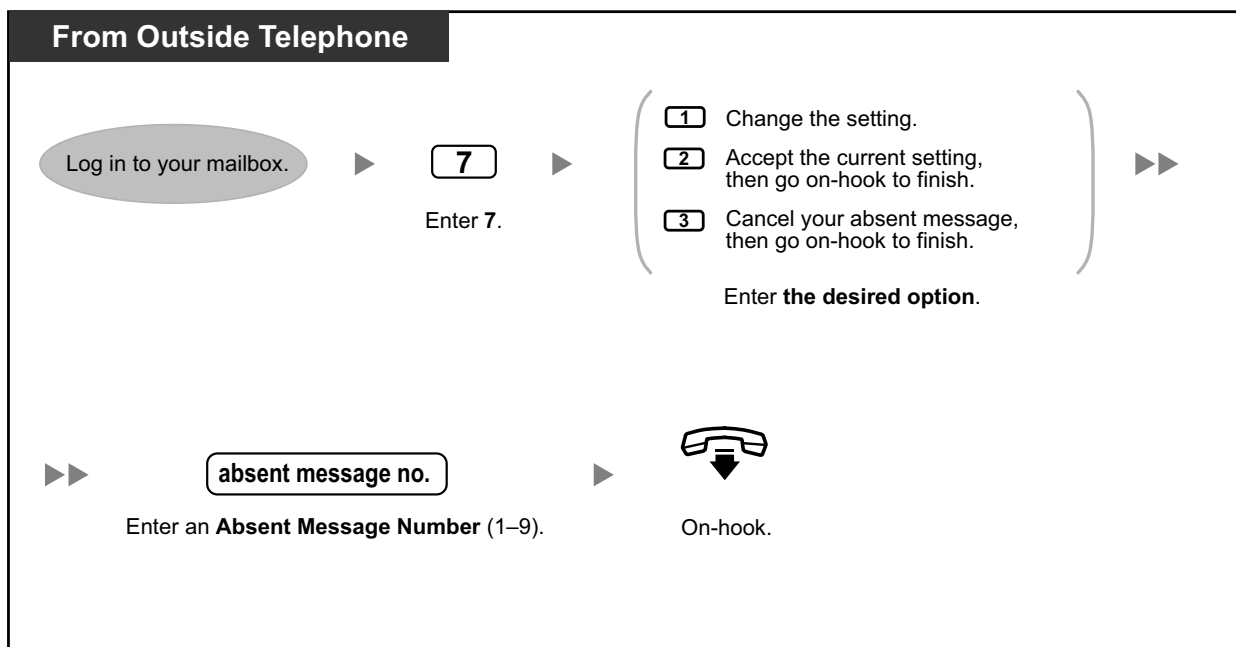 From Outside Telephone
Log in to your mailbox.
7
Enter 7.
1 Change the setting.
2 Accept the current setting,
then go on-hook to finish.
3 Cancel your absent message,
then go on-hook to finish.
Enter the desired option.
absent message no.
Enter an Absent Message Number (1–9).
On-hook.